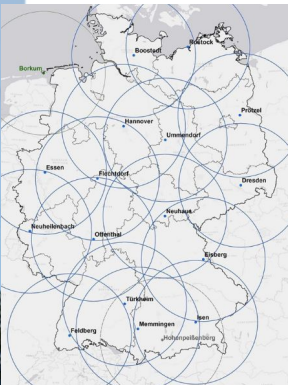 Rostock
Boostedt
Borkum
Prötzel
Hannover
Ummendorf
Essen
Flechtdorf
Dresden
Neuhaus
Neuheilenbach
Offenthal
Eisberg
Türkheim
Isen
Memmingen
Feldberg
Hohenpeißenberg